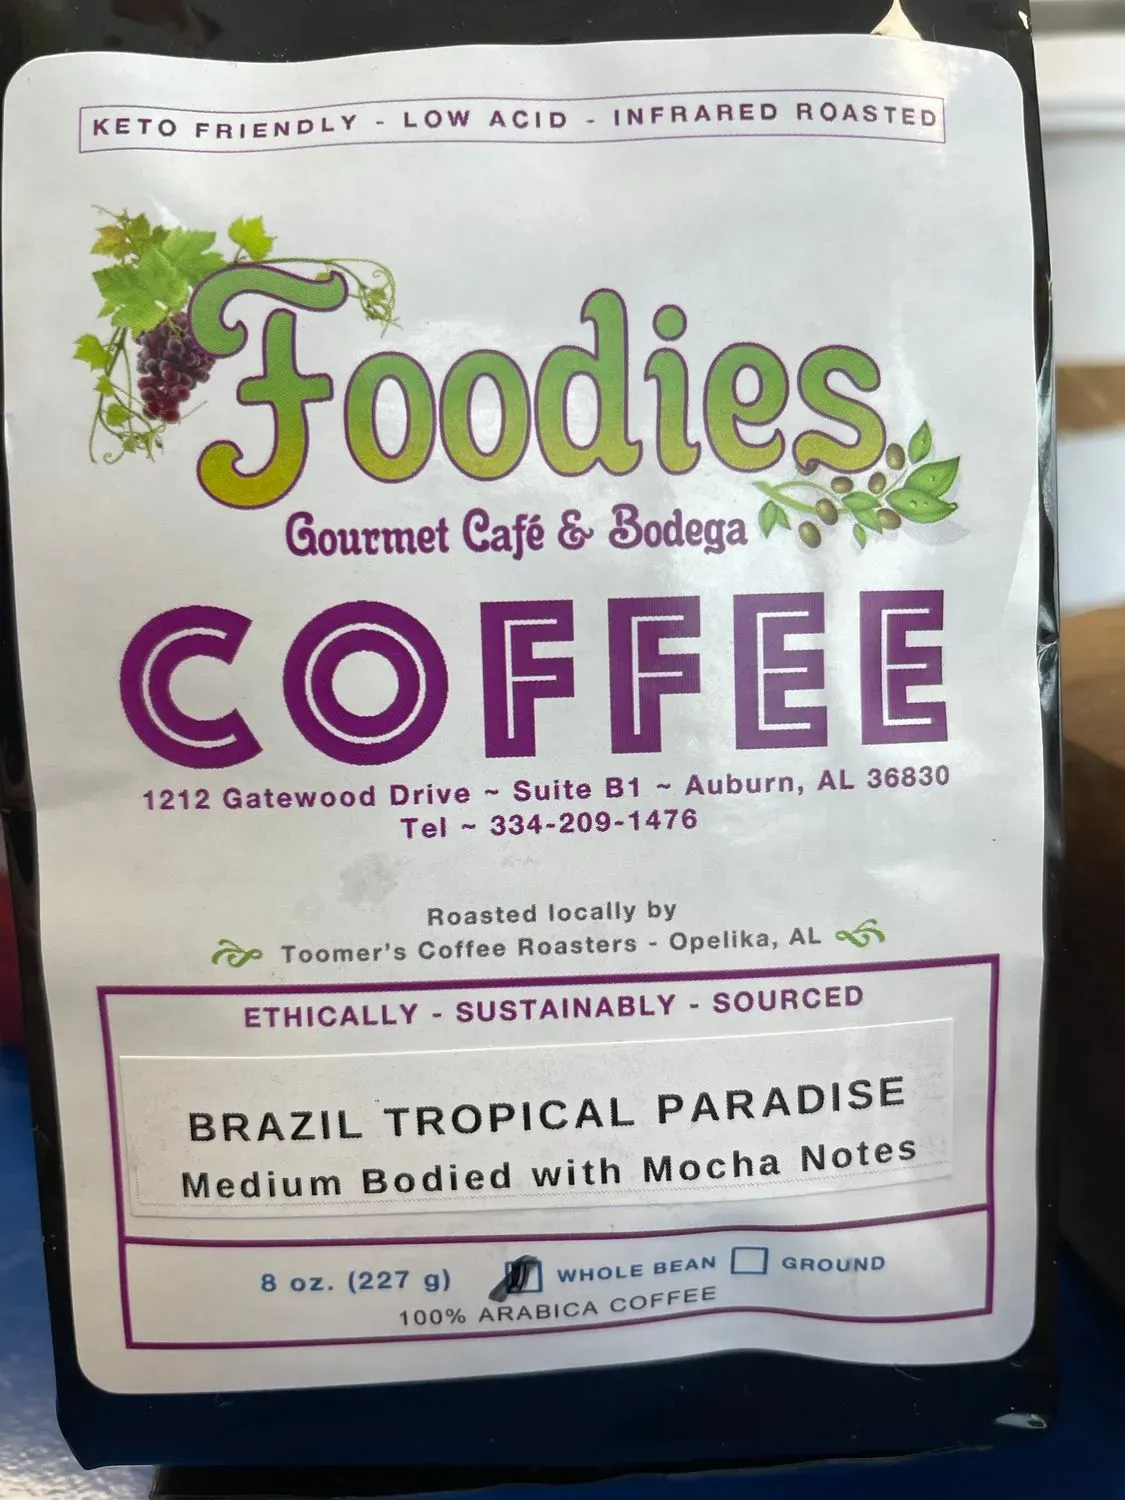 KETO FRIENDLY - LOW ACID - INFRARED ROASTED
Foodies
Gourmet Café & Bodega
COFFEE
1212 Gatewood Drive ~ Suite B1 ~ Auburn, AL 36830
Tel ~ 334-209-1476
Roasted locally by
Toomer's Coffee Roasters - Opelika, AL
ETHICALLY - SUSTAINABLY - SOURCED
BRAZIL TROPICAL PARADISE
Medium Bodied with Mocha Notes
8 oz. (227 g) WHOLE BEAN GROUND
100% ARABICA COFFEE